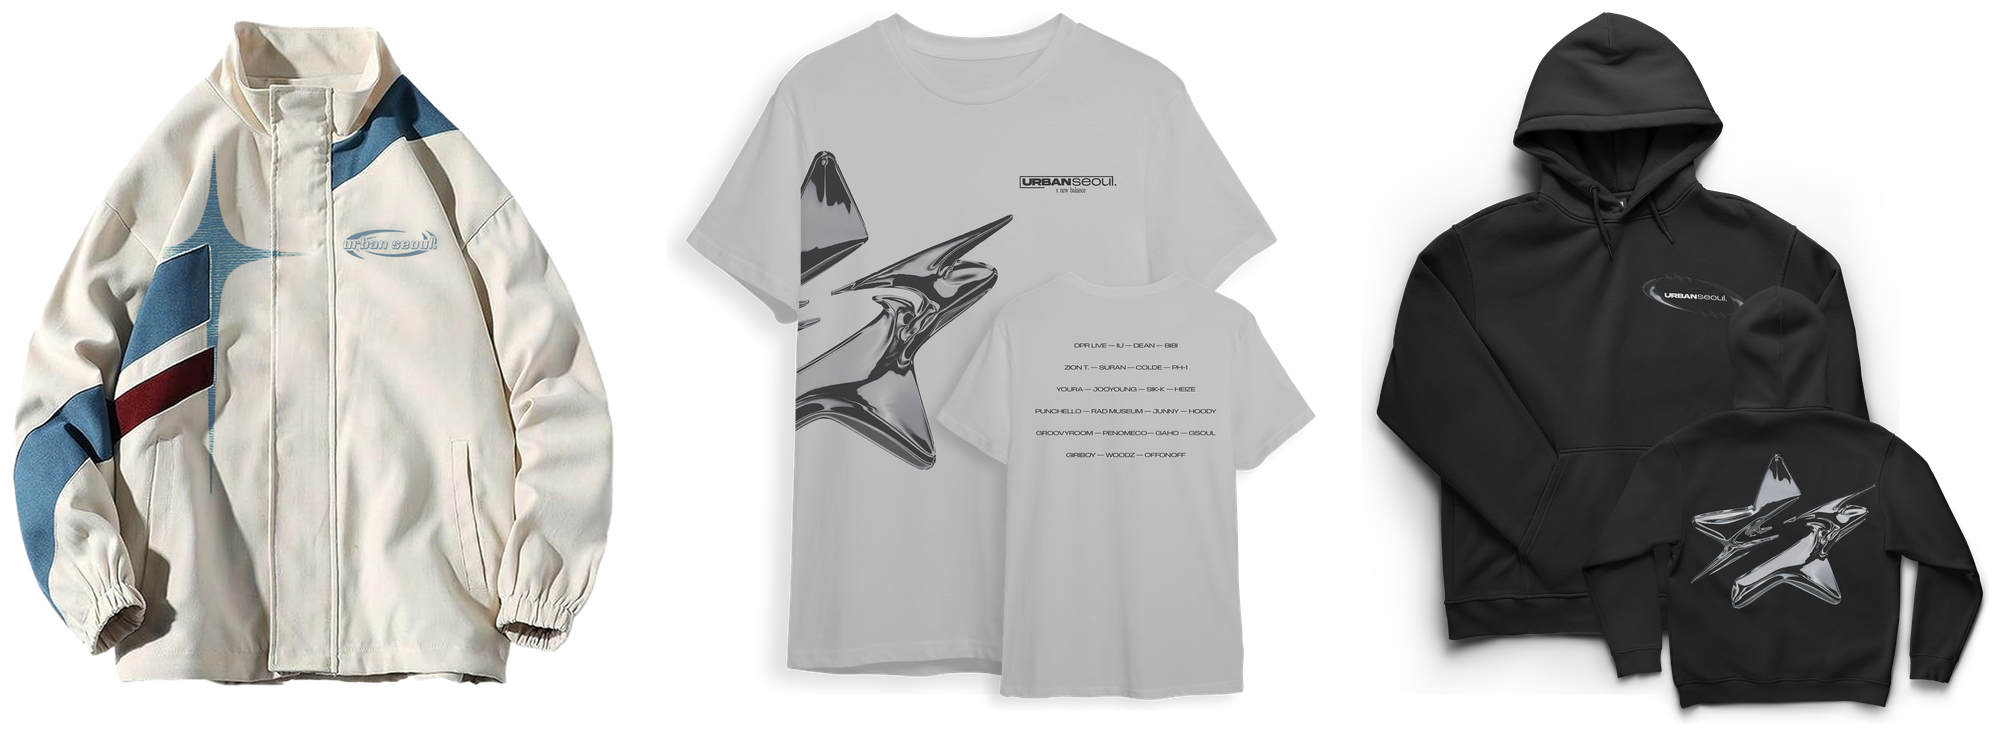 urban seoul.
URBANseoul.
x new balance
DPR LIVE — IU — DEAN — BIBI
ZION T. — SURAN — COLDE — PH-1
YOURA — JOOYOUNG — SIK-K — HEIZE
PUNCHELLO — RAD MUSEUM — JUNNY — HOODY
GROOVYROOM — PENOMECO — GAHO — GSOUL
GIRIBOY — WOODZ — OFFONOFF
URBANseoul.